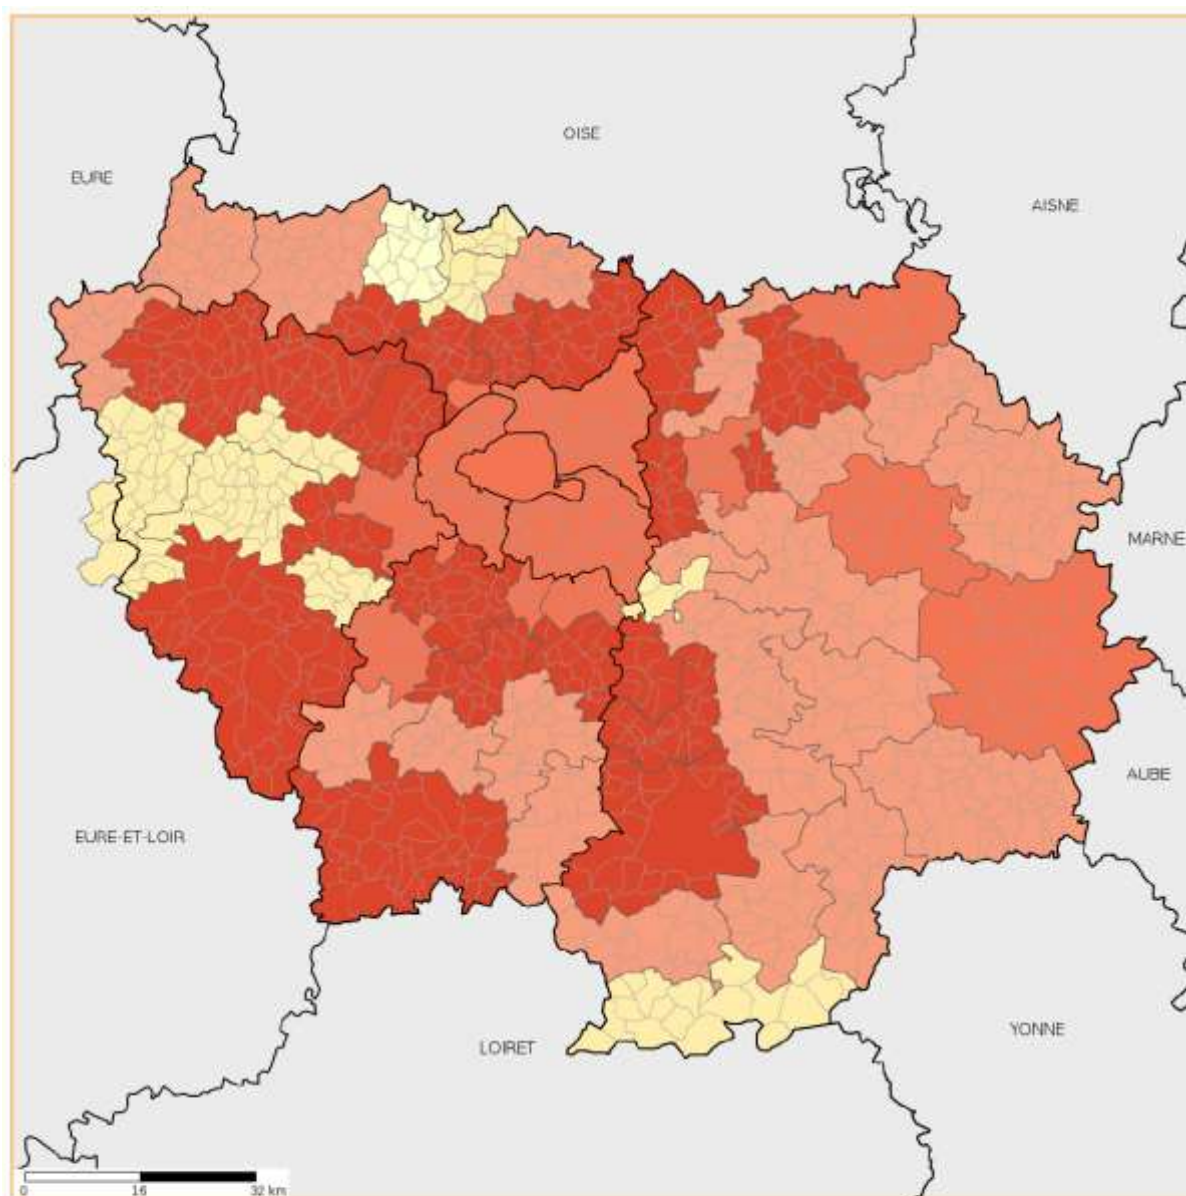 OISE
EURE
AISNE
MARNE
AUBE
EURE-ET-LOIR
YONNE
LOIRET
0 16 32 km